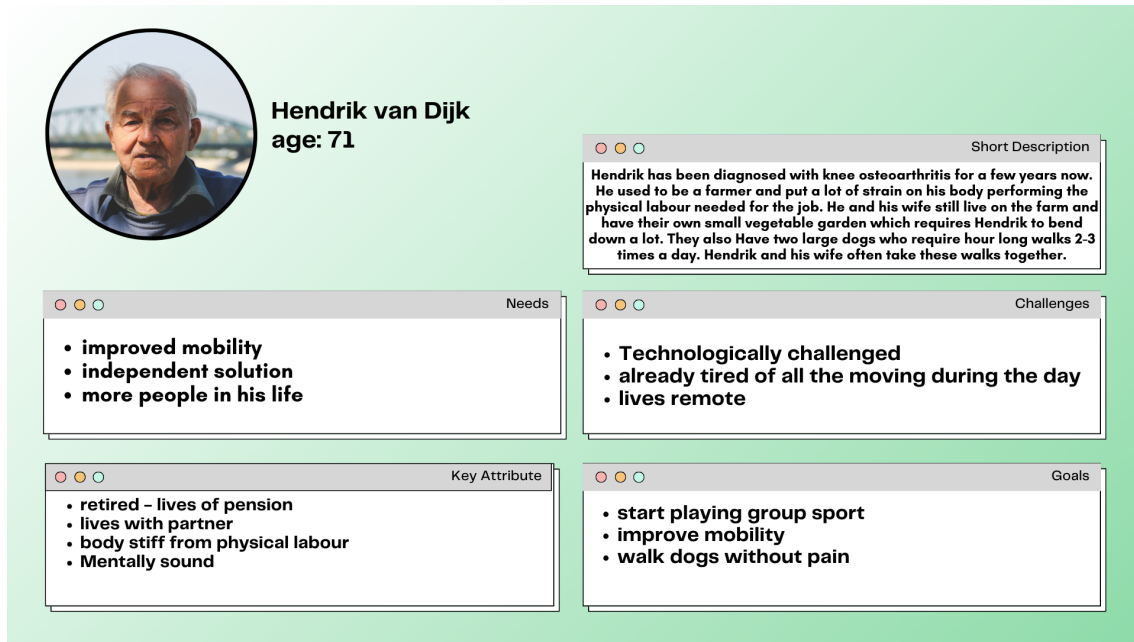 Hendrik van Dijk
age: 71
Short Description
Hendrik has been diagnosed with knee osteoarthritis for a few years now.
He used to be a farmer and put a lot of strain on his body performing the
physical labour needed for the job. He and his wife still live on the farm and
have their own small vegetable garden which requires Hendrik to bend
down a lot. They also Have two large dogs who require hour long walks 2-3
times a day. Hendrik and his wife often take these walks together.
Needs
• improved mobility
• independent solution
• more people in his life
Challenges
• Technologically challenged
• already tired of all the moving during the day
• lives remote
Key Attribute
• retired - lives of pension
• lives with partner
• body stiff from physical labour
• Mentally sound
Goals
• start playing group sport
• improve mobility
• walk dogs without pain